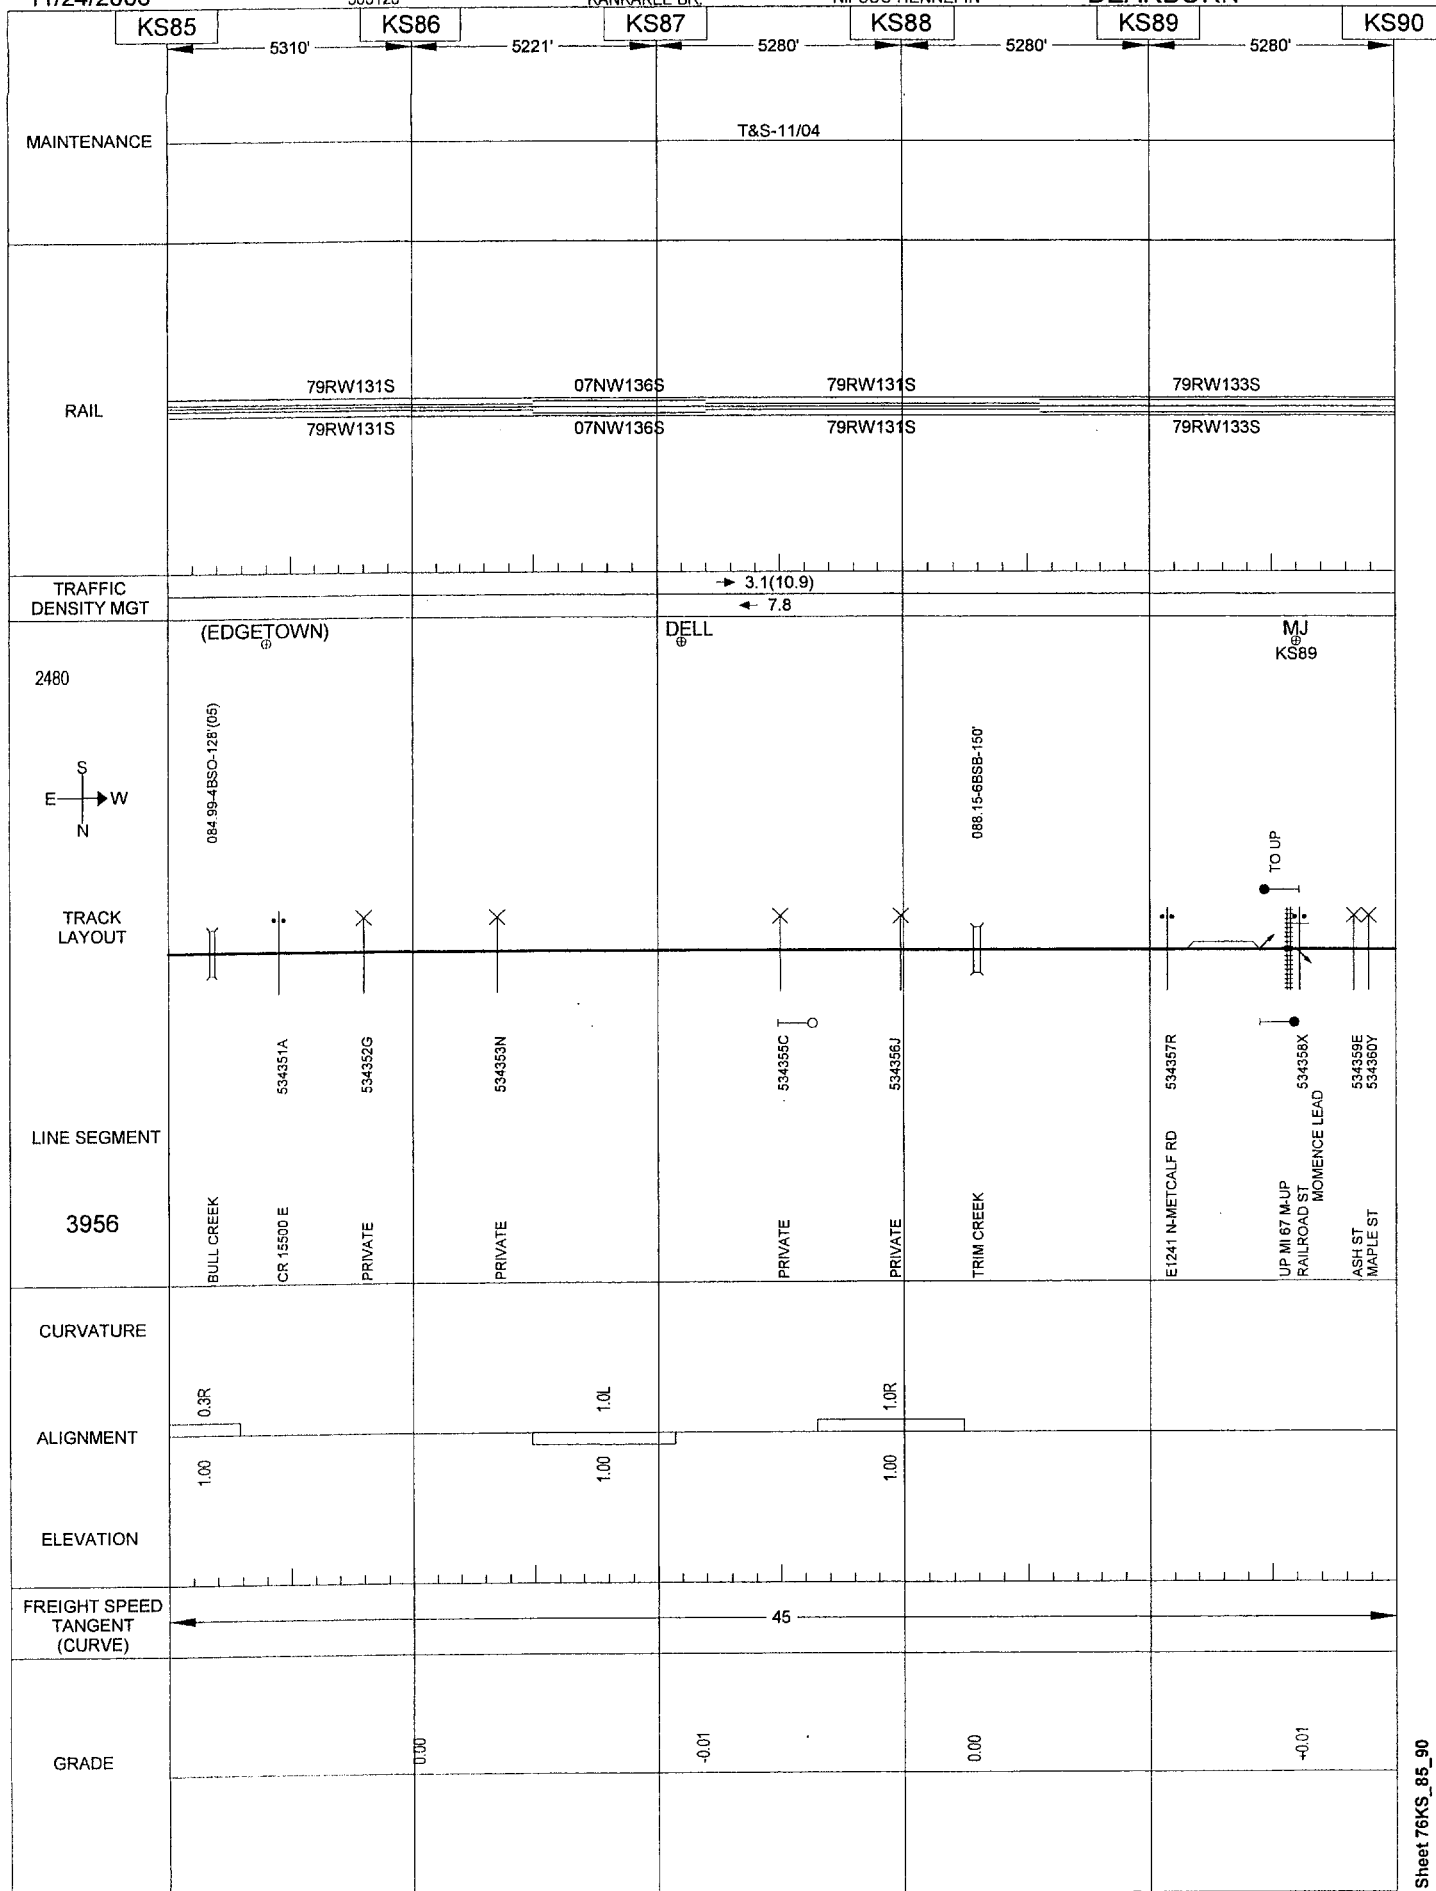 KS85 KS86 KS87 KS88 KS89 KS90
5310' 5221' 5280' 5280' 5280'
MAINTENANCE
T&S-11/04
RAIL
79RW131S 07NW136S 79RW131S 79RW133S
79RW131S 07NW136S 79RW131S 79RW133S
TRAFFIC
DENSITY MGT
3.1(10.9)
7.8
(EDGETOWN) DELL MJ
KS89
2480
S
E W
N
084.99-4BSO-128'(05)
088.15-6BSB-150'
TO UP
TRACK
LAYOUT
534351A
534352G
534353N
534355C
534356J
534357R
534358X
534359E
534360Y
LINE SEGMENT
3956
BULL CREEK
CR 15500 E
PRIVATE
PRIVATE
PRIVATE
PRIVATE
TRIM CREEK
E1241 N-METCALF RD
UP MI 67 M-UP
RAILROAD ST
MOMENCE LEAD
ASH ST
MAPLE ST
CURVATURE
0.3R 1.0L 1.0R
ALIGNMENT
1.00 1.00 1.00
ELEVATION
FREIGHT SPEED
TANGENT
(CURVE)
45
GRADE
0.00 -0.01 0.00 +0.01
Sheet 76KS_85_90